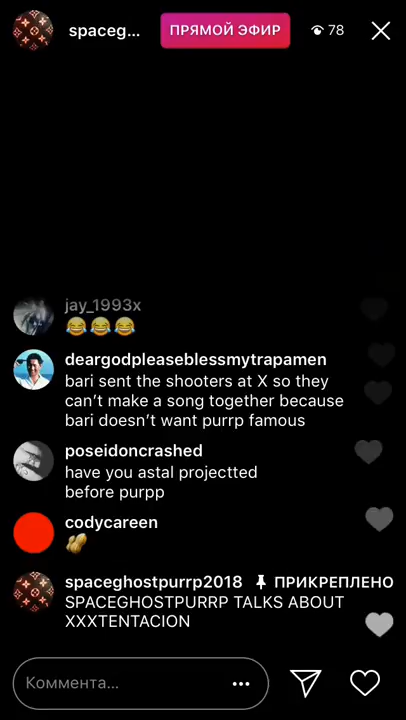 spaceg... ПРЯМОЙ ЭФИР 78
jay_1993x
😂😂😂
deargodpleaseblessmytrapamen
bari sent the shooters at X so they
can't make a song together because
bari doesn't want purrp famous
poseidoncrashed
have you astal projectted
before purpp
codycareen
🥜
spaceghostpurrp2018 ПРИКРЕПЛЕНО
SPACEGHOSTPURRP TALKS ABOUT
XXXTENTACION
Коммента...